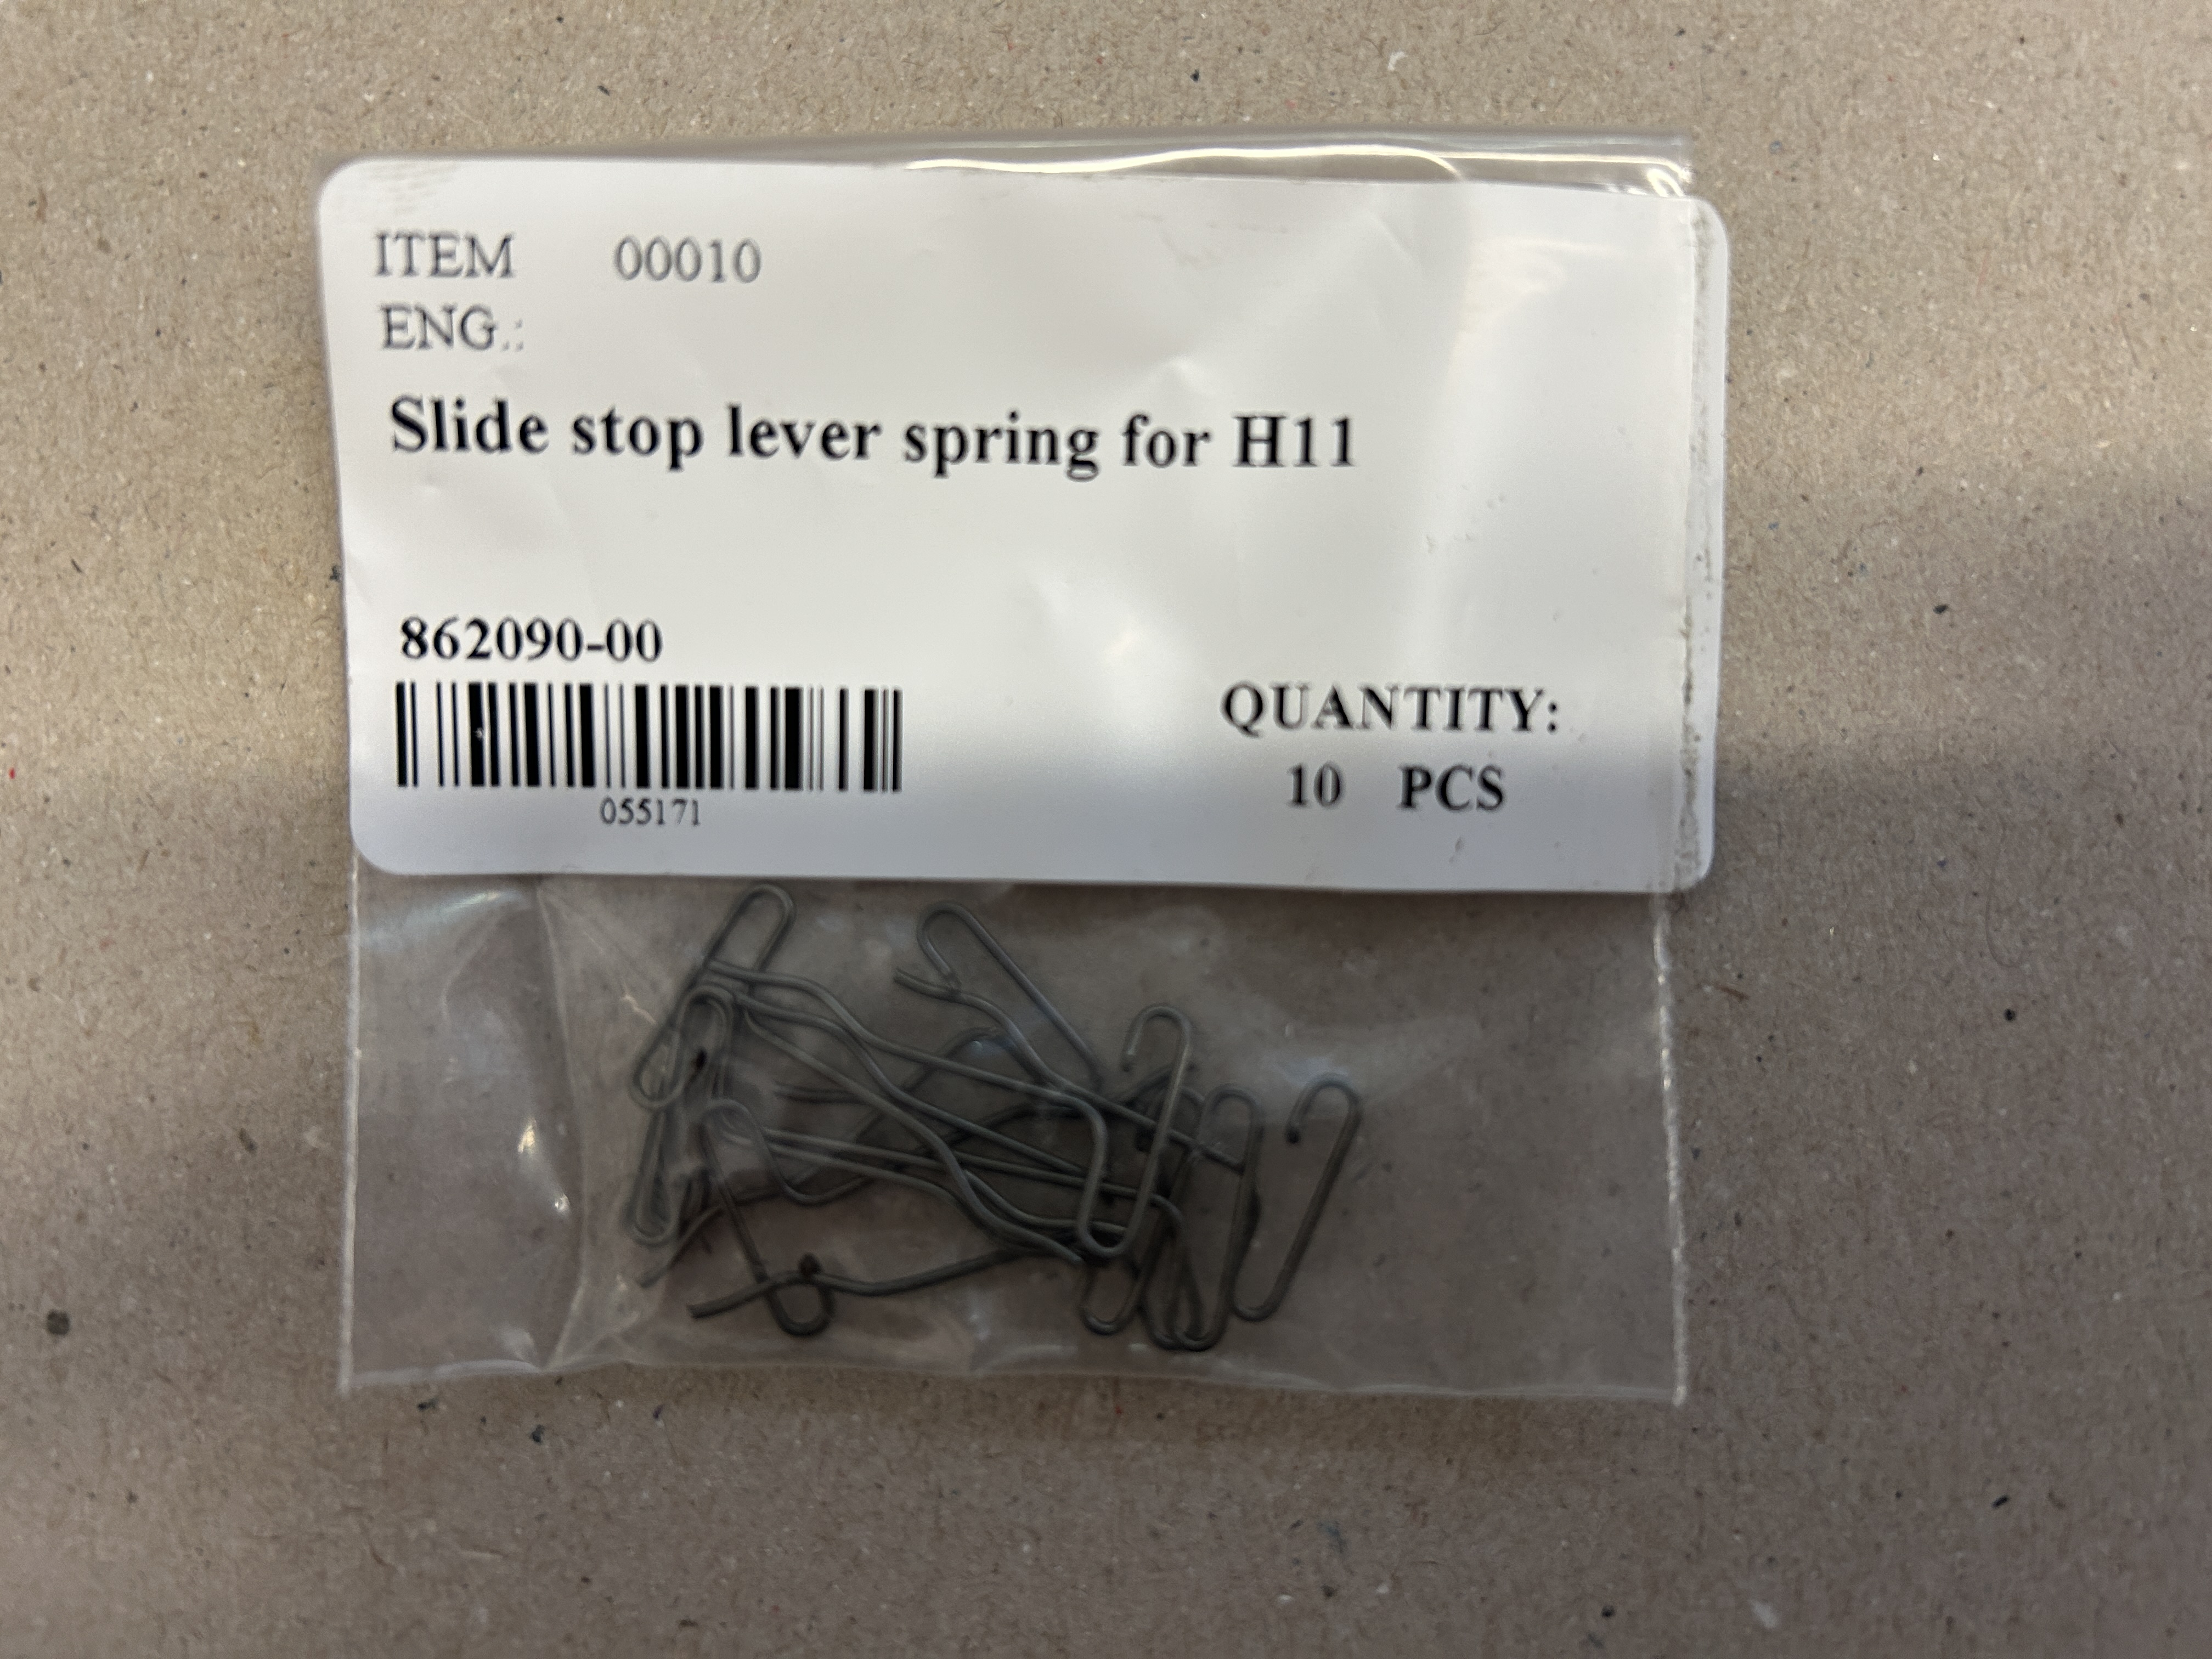 ITEM 00010
ENG.:
Slide stop lever spring for H11
862090-00
055171
QUANTITY:
10 PCS